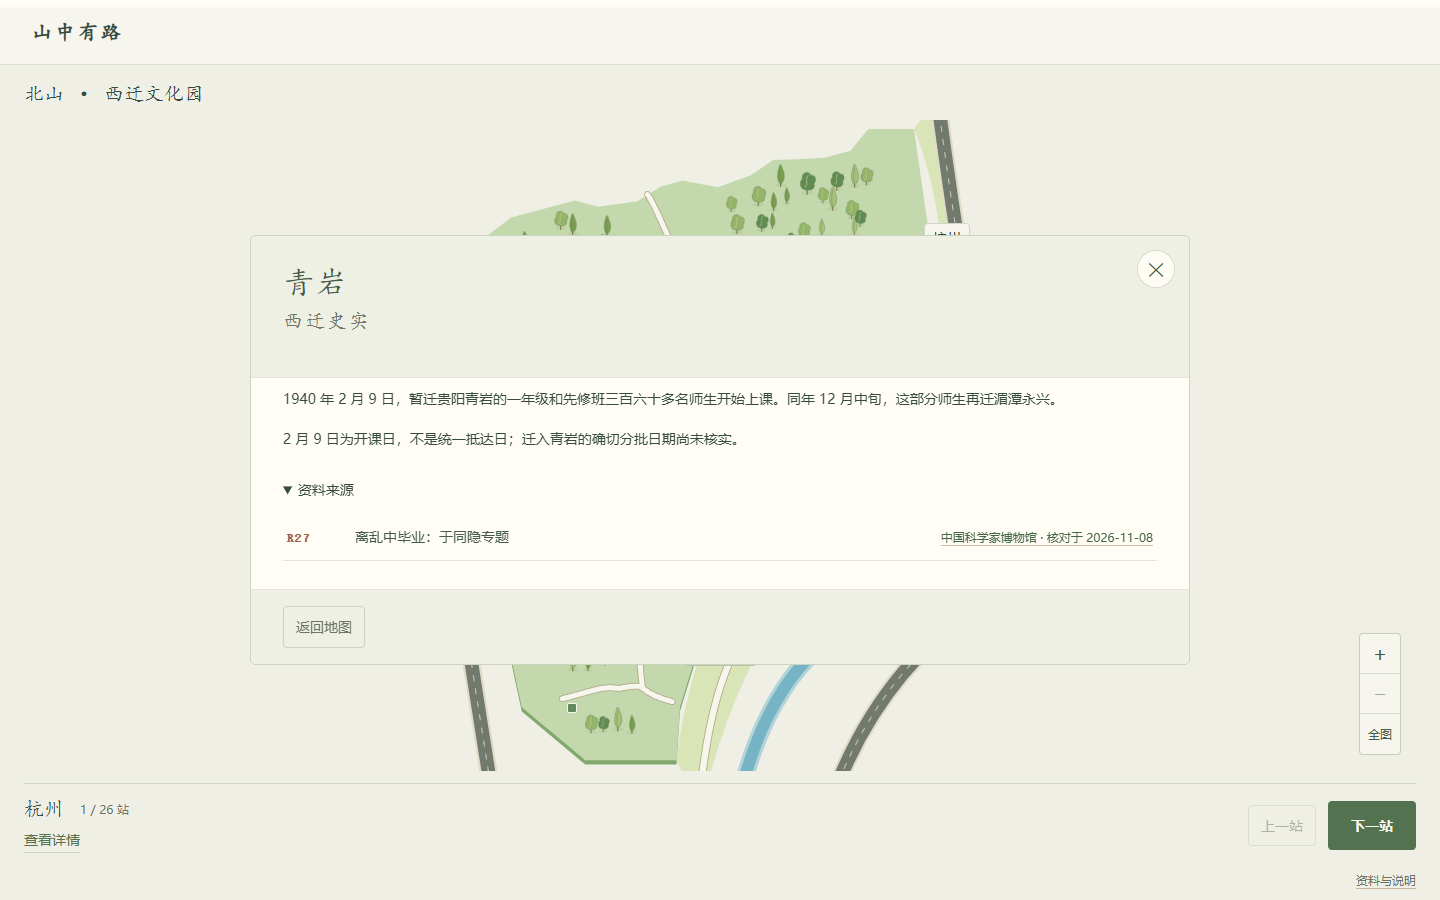 山中有路
北山 • 西迁文化园
青岩
西迁史实
1940 年 2 月 9 日，暂迁贵阳青岩的一年级和先修班三百六十多名师生开始上课。同年 12 月中旬，这部分师生再迁湄潭永兴。
2 月 9 日为开课日，不是统一抵达日；迁入青岩的确切分批日期尚未核实。
▼ 资料来源
R27 离乱中毕业：于同隐专题 中国科学家博物馆 · 核对于 2026-11-08
返回地图
+
−
全图
杭州 1 / 26 站
查看详情
上一站 下一站
资料与说明